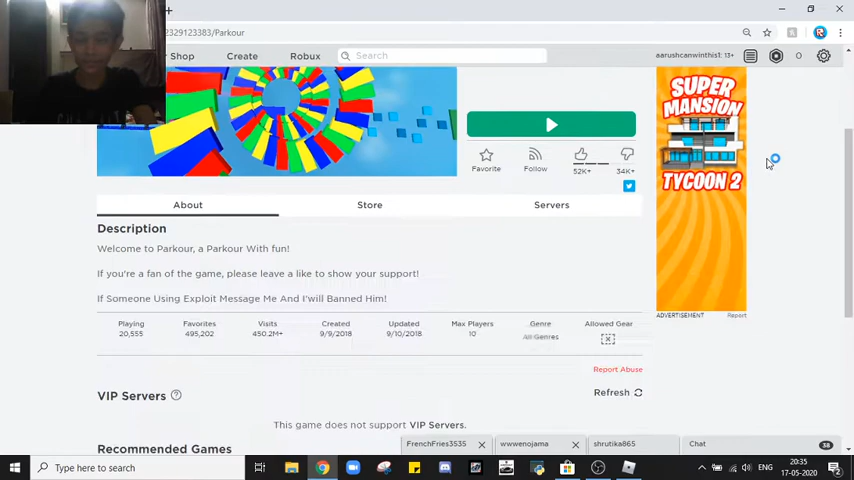 2329123383/Parkour
Shop Create Robux Search aarushcanwinthist: 13+ 0
SUPER
MANSION
TYCOON 2
Favorite Follow 52K+ 34K+
About Store Servers
Description
Welcome to Parkour, a Parkour With fun!
If you're a fan of the game, please leave a like to show your support!
If Someone Using Exploit Message Me And I'will Banned Him!
ADVERTISEMENT Report
Playing Favorites Visits Created Updated Max Players Genre Allowed Gear
20,555 495,202 450.2M+ 9/9/2018 9/10/2018 10 All Genres
Report Abuse
VIP Servers Refresh
This game does not support VIP Servers.
Recommended Games
FrenchFries3535 wwwenojama shrutika865 Chat 38
Type here to search ENG 20:35
17-05-2020 2